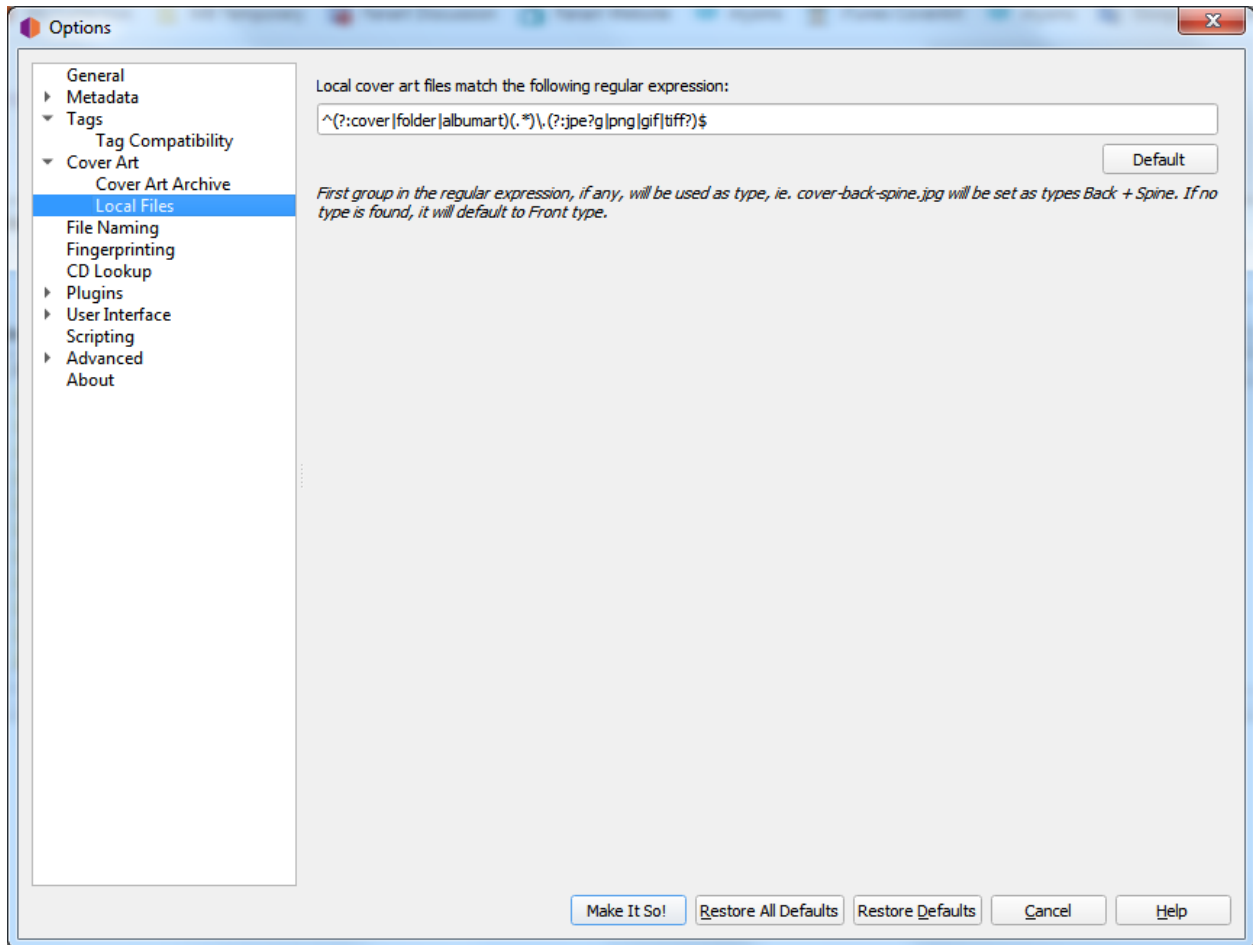 Options
General
Metadata
Tags
Tag Compatibility
Cover Art
Cover Art Archive
Local Files
File Naming
Fingerprinting
CD Lookup
Plugins
User Interface
Scripting
Advanced
About
Local cover art files match the following regular expression:
^(?:cover|folder|albumart)(.*)\.(?:jpe?g|png|gif|tiff?)$
Default
First group in the regular expression, if any, will be used as type, ie. cover-back-spine.jpg will be set as types Back + Spine. If no
type is found, it will default to Front type.
Make It So!
Restore All Defaults
Restore Defaults
Cancel
Help